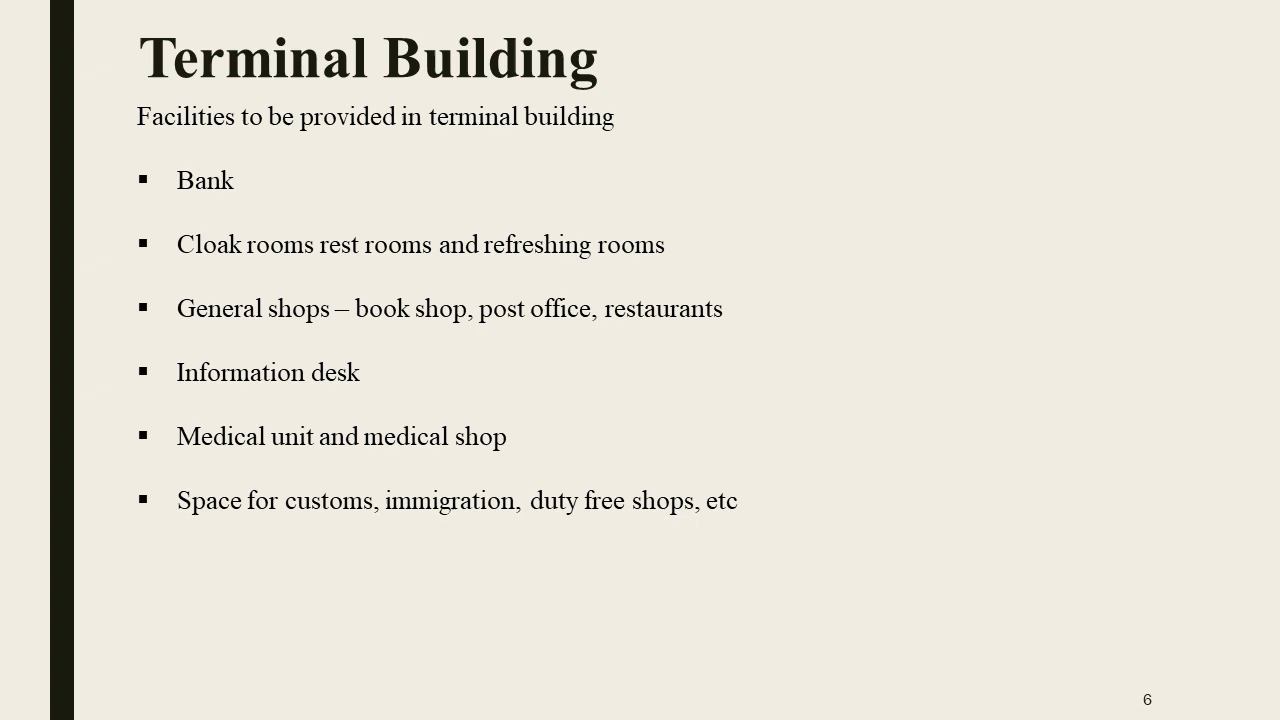 Terminal Building
Facilities to be provided in terminal building
▪ Bank
▪ Cloak rooms rest rooms and refreshing rooms
▪ General shops – book shop, post office, restaurants
▪ Information desk
▪ Medical unit and medical shop
▪ Space for customs, immigration, duty free shops, etc
6